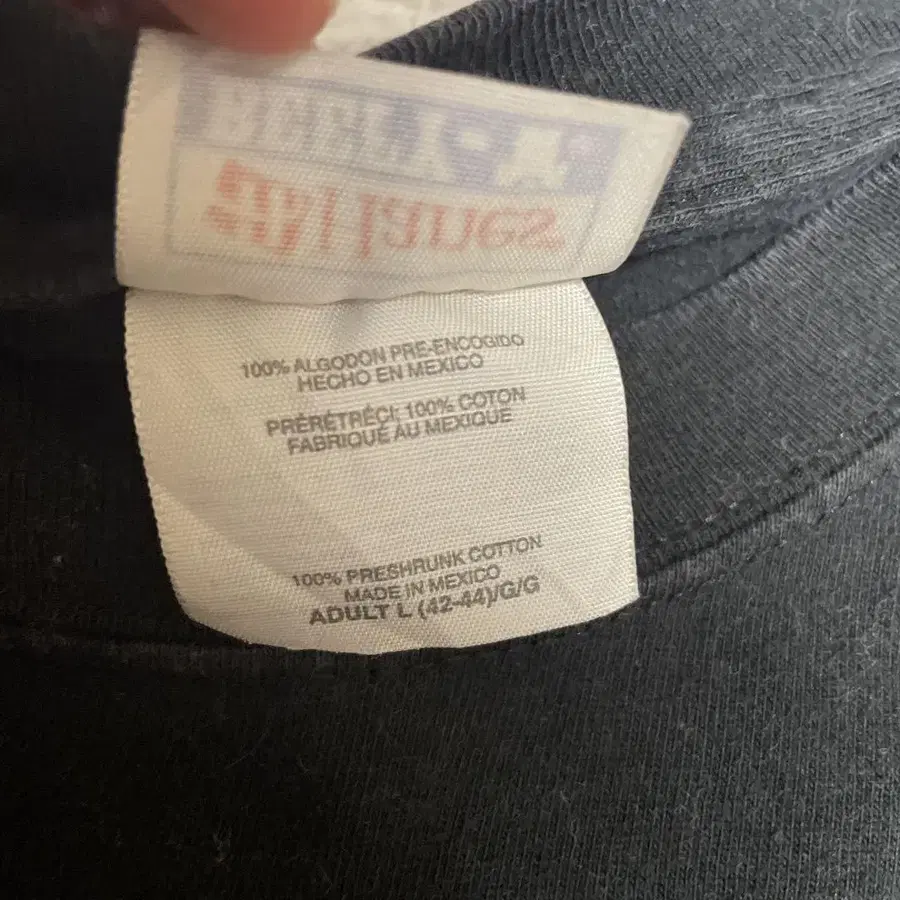 100% ALGODON PRE-ENCOGIDO
HECHO EN MEXICO
PRÉRÉTRÉCI; 100% COTON
FABRIQUÉ AU MEXIQUE
100% PRESHRUNK COTTON
MADE IN MEXICO
ADULT L (42-44)/G/G